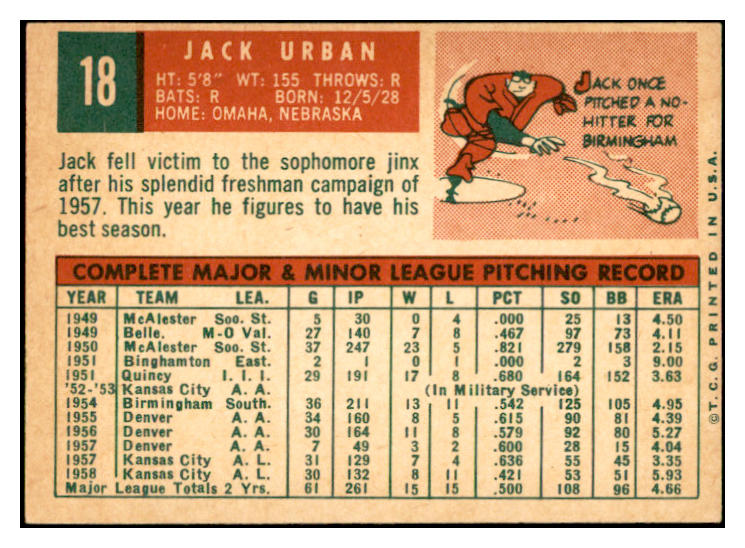 18
JACK URBAN
HT: 5'8" WT: 155 THROWS: R
BATS: R BORN: 12/5/28
HOME: OMAHA, NEBRASKA
JACK ONCE
PITCHED A NO-
HITTER FOR
BIRMINGHAM
Jack fell victim to the sophomore jinx
after his splendid freshman campaign of
1957. This year he figures to have his
best season.
COMPLETE MAJOR & MINOR LEAGUE PITCHING RECORD
YEAR TEAM LEA. G IP W L PCT SO BB ERA
1949 McAlester Soo. St. 5 30 0 4 .000 25 13 4.50
1949 Belle. M-O Val. 27 140 7 8 .467 97 73 4.11
1950 McAlester Soo. St. 37 247 23 5 .821 279 158 2.15
1951 Binghamton East. 2 1 0 1 .000 2 3 9.00
1951 Quincy I. I. I. 29 191 17 8 .680 164 152 3.63
'52-'53 Kansas City A. A. (In Military Service)
1954 Birmingham South. 36 211 13 11 .542 125 105 4.95
1955 Denver A. A. 34 160 8 5 .615 90 81 4.39
1956 Denver A. A. 30 164 11 8 .579 92 80 5.27
1957 Denver A. A. 7 49 3 2 .600 28 15 4.04
1957 Kansas City A. L. 31 129 7 4 .636 55 45 3.35
1958 Kansas City A. L. 30 132 8 11 .421 53 51 5.93
Major League Totals 2 Yrs. 61 261 15 15 .500 108 96 4.66
©T.C.G. PRINTED IN U.S.A.